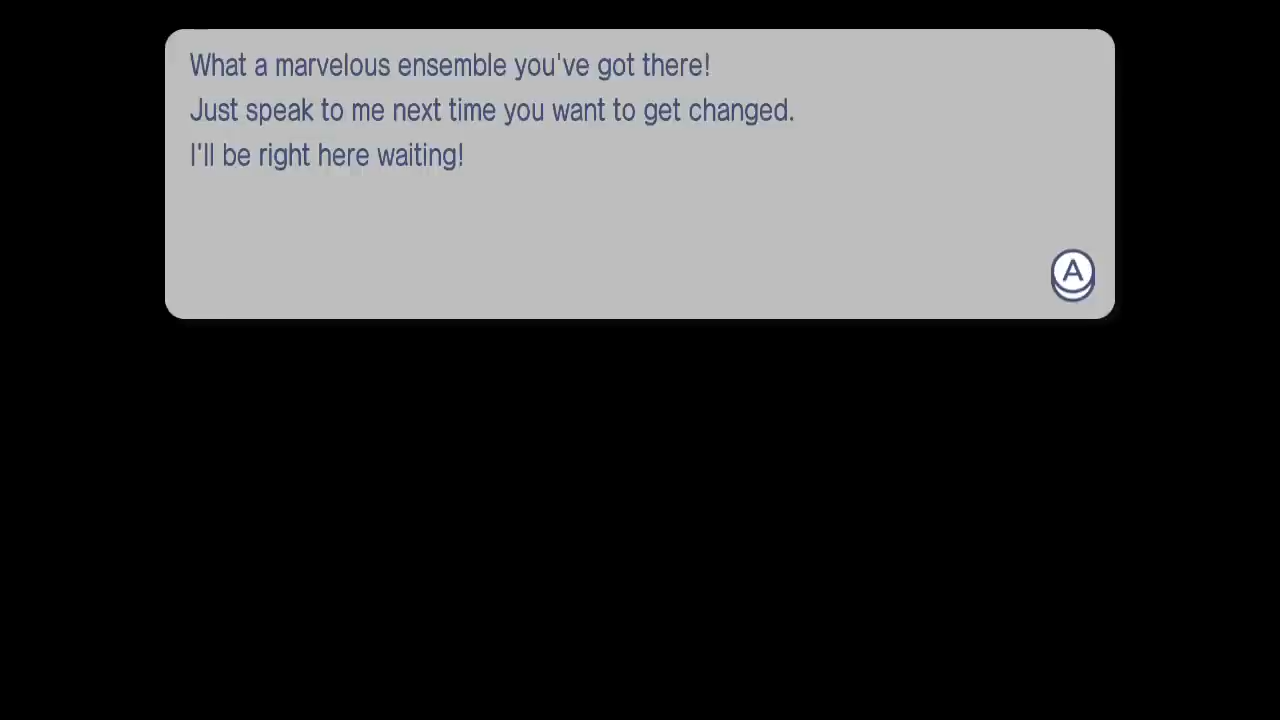 What a marvelous ensemble you've got there!
Just speak to me next time you want to get changed.
I'll be right here waiting!
A